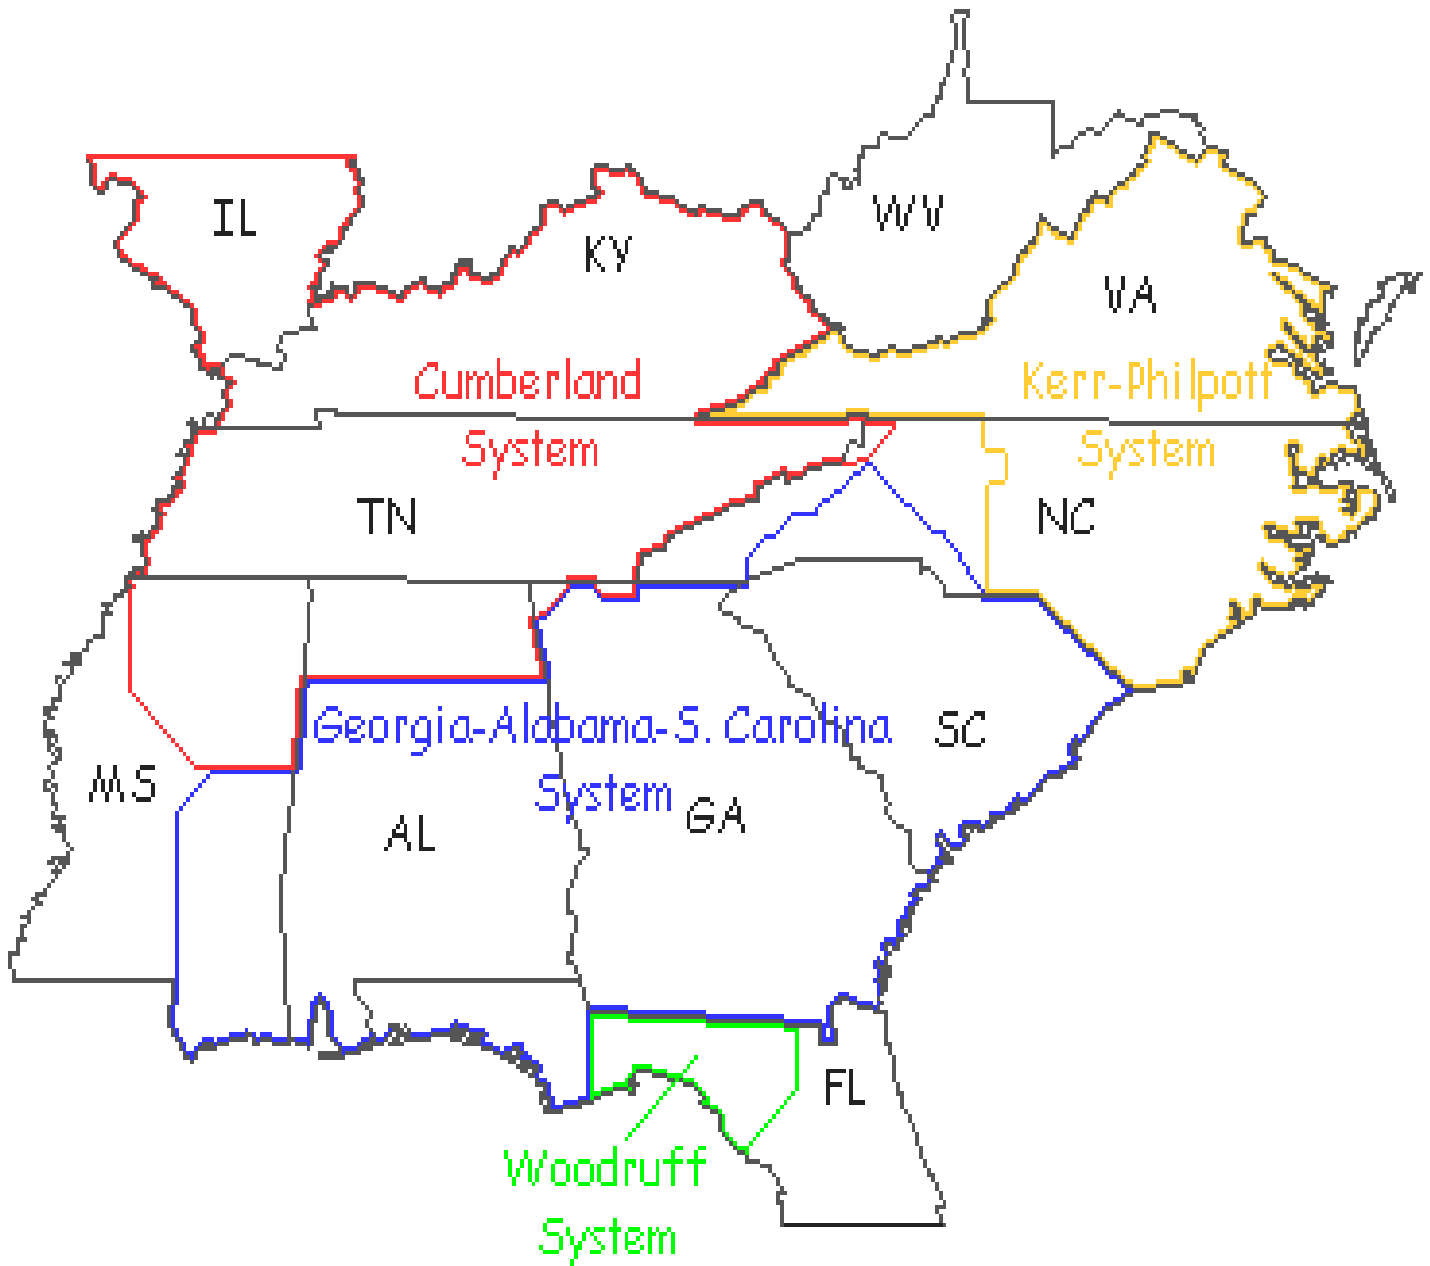 IL
WV
KY
VA
Cumberland
System
Kerr-Philpott
System
TN
NC
Georgia-Alabama-S. Carolina
System
SC
MS
AL
GA
FL
Woodruff
System